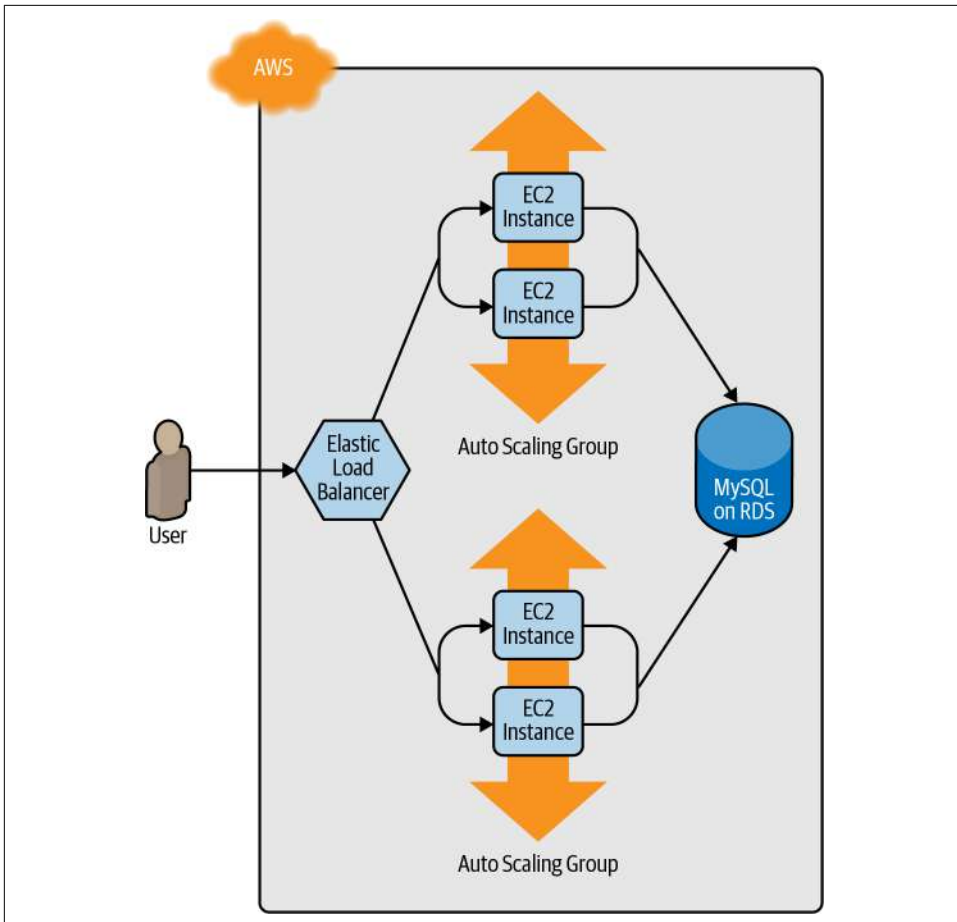 AWS
EC2
Instance
EC2
Instance
Auto Scaling Group
User
Elastic
Load
Balancer
MySQL
on RDS
EC2
Instance
EC2
Instance
Auto Scaling Group